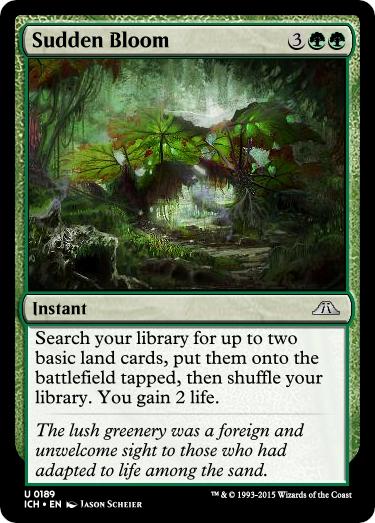 Sudden Bloom 3
Instant
Search your library for up to two
basic land cards, put them onto the
battlefield tapped, then shuffle your
library. You gain 2 life.
The lush greenery was a foreign and
unwelcome sight to those who had
adapted to life among the sand.
U 0189
ICH • EN JASON SCHEIER
™ & © 1993-2015 Wizards of the Coast